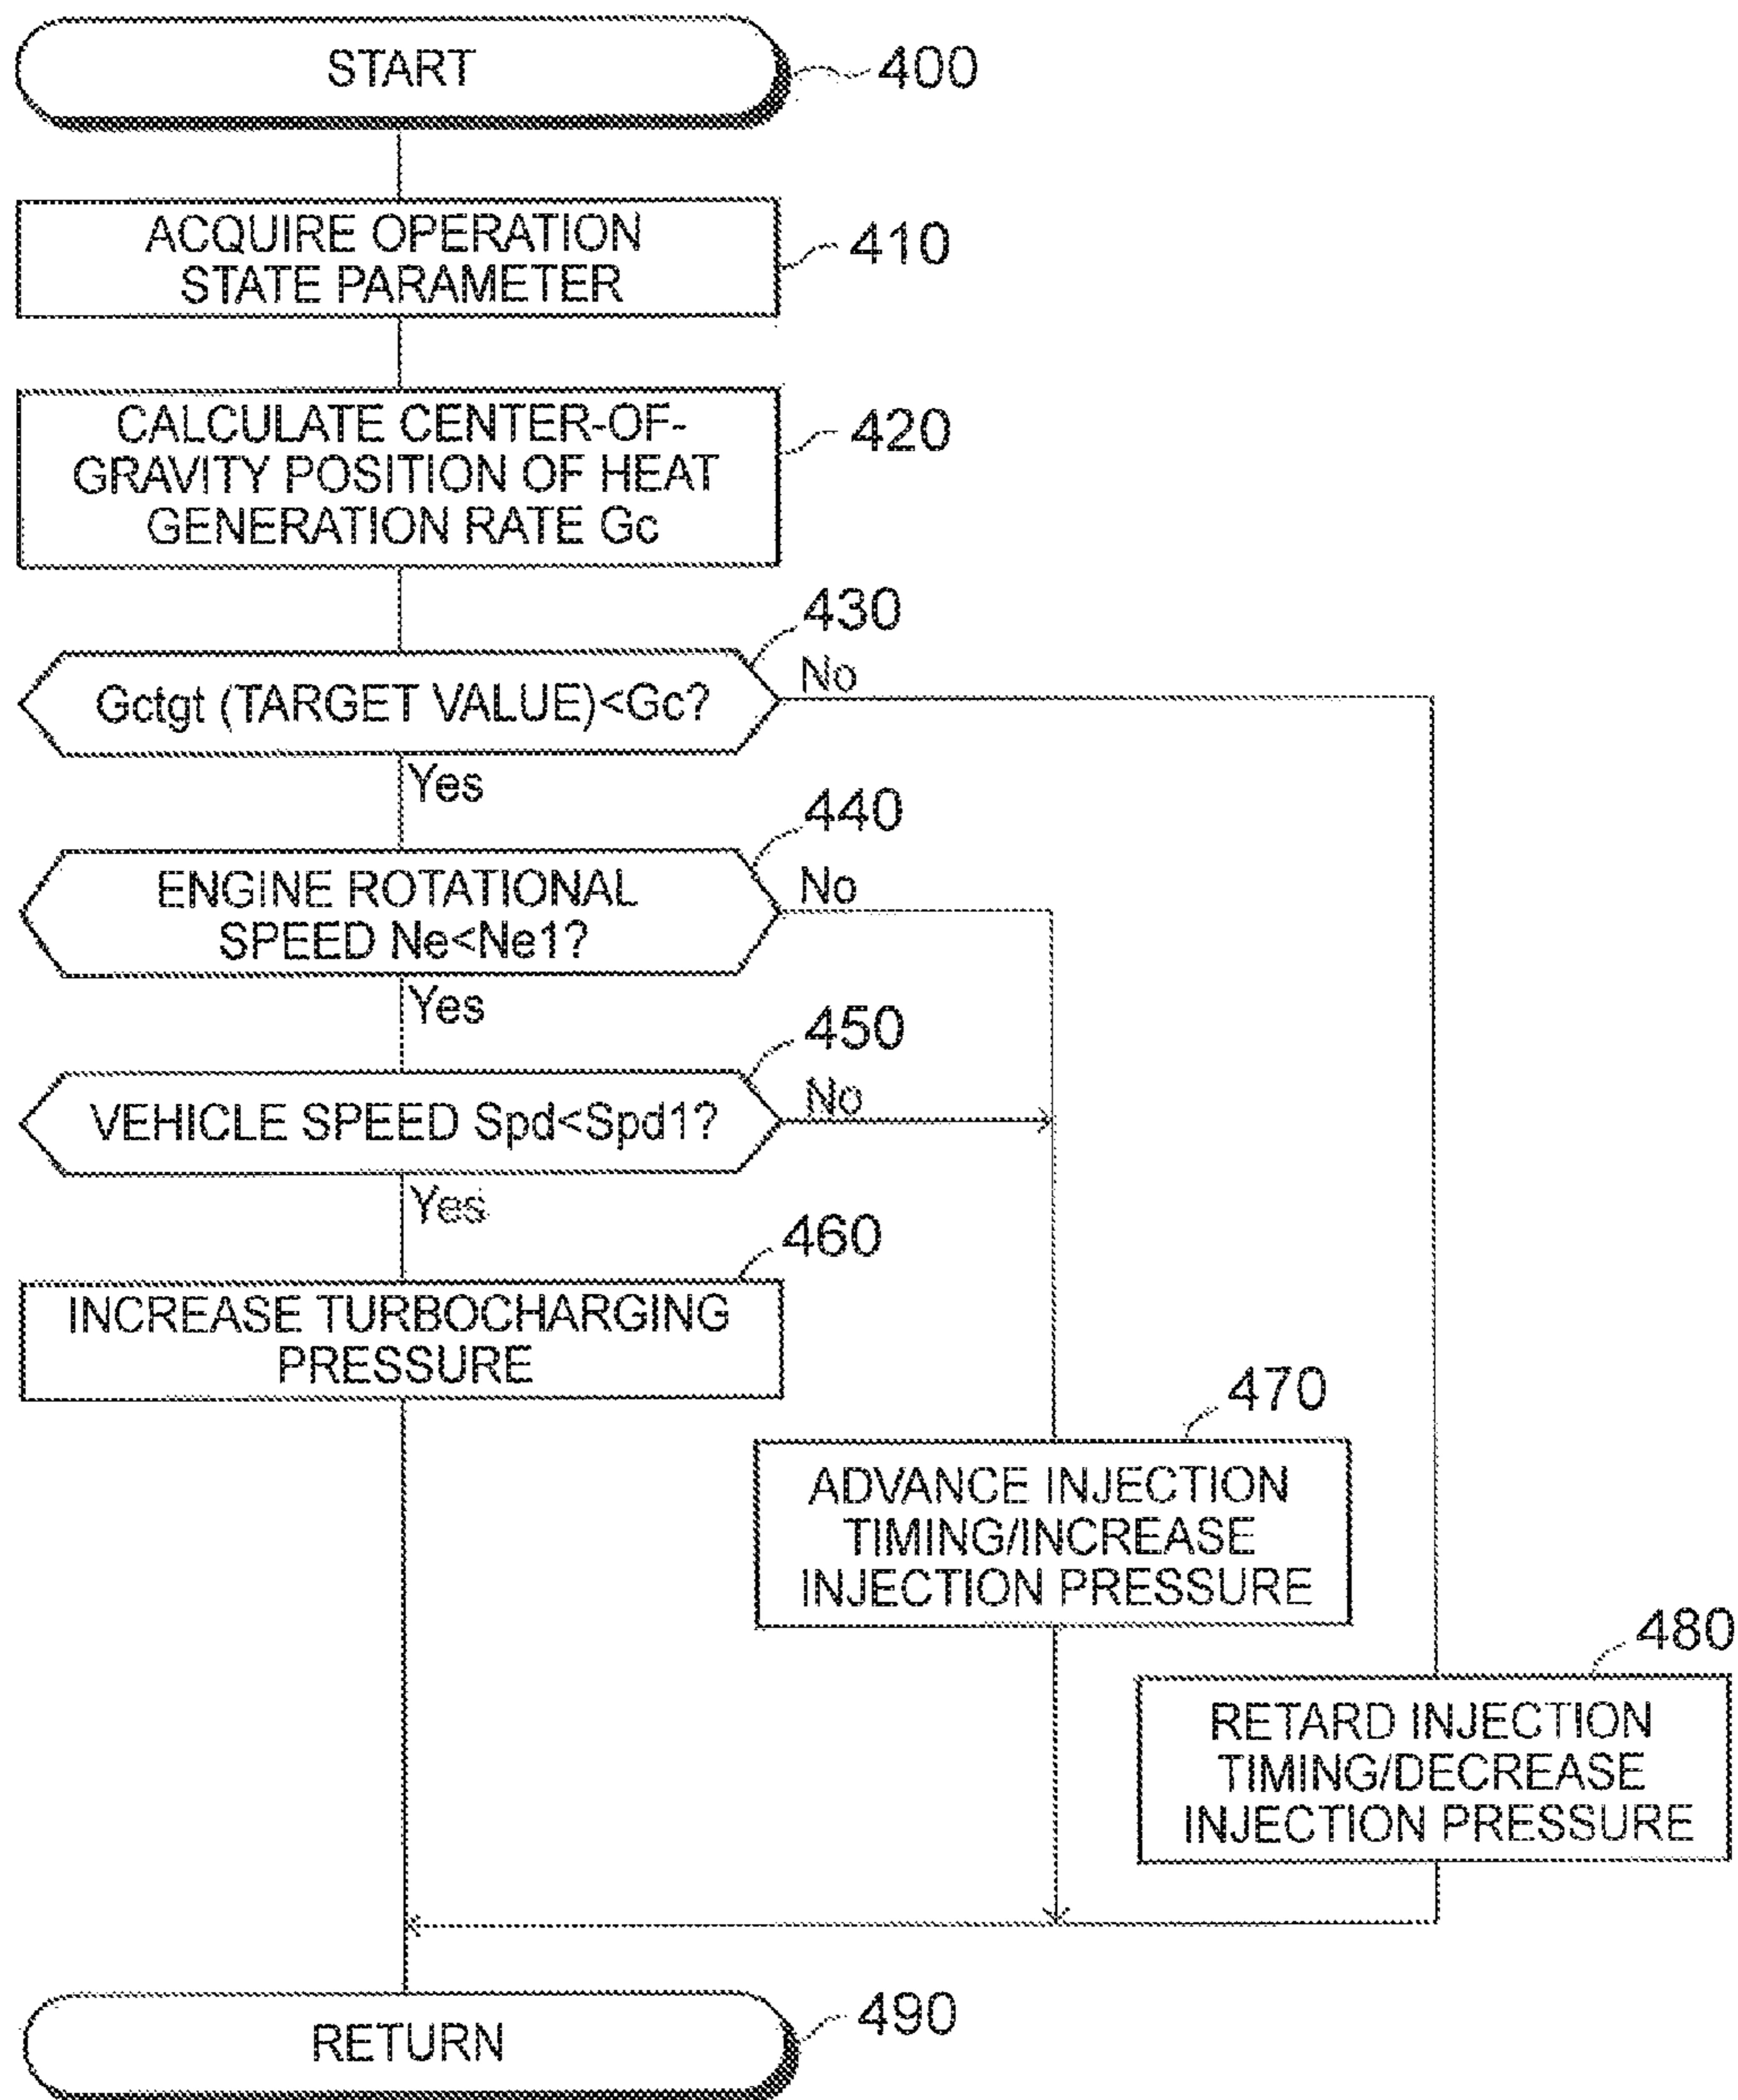 START
400
ACQUIRE OPERATION
STATE PARAMETER
410
CALCULATE CENTER-OF-
GRAVITY POSITION OF HEAT
GENERATION RATE Gc
420
430
Gctgt (TARGET VALUE)<Gc?
No
Yes
440
ENGINE ROTATIONAL
SPEED Ne<Ne1?
No
Yes
450
VEHICLE SPEED Spd<Spd1?
No
Yes
460
INCREASE TURBOCHARGING
PRESSURE
470
ADVANCE INJECTION
TIMING/INCREASE
INJECTION PRESSURE
480
RETARD INJECTION
TIMING/DECREASE
INJECTION PRESSURE
RETURN
490